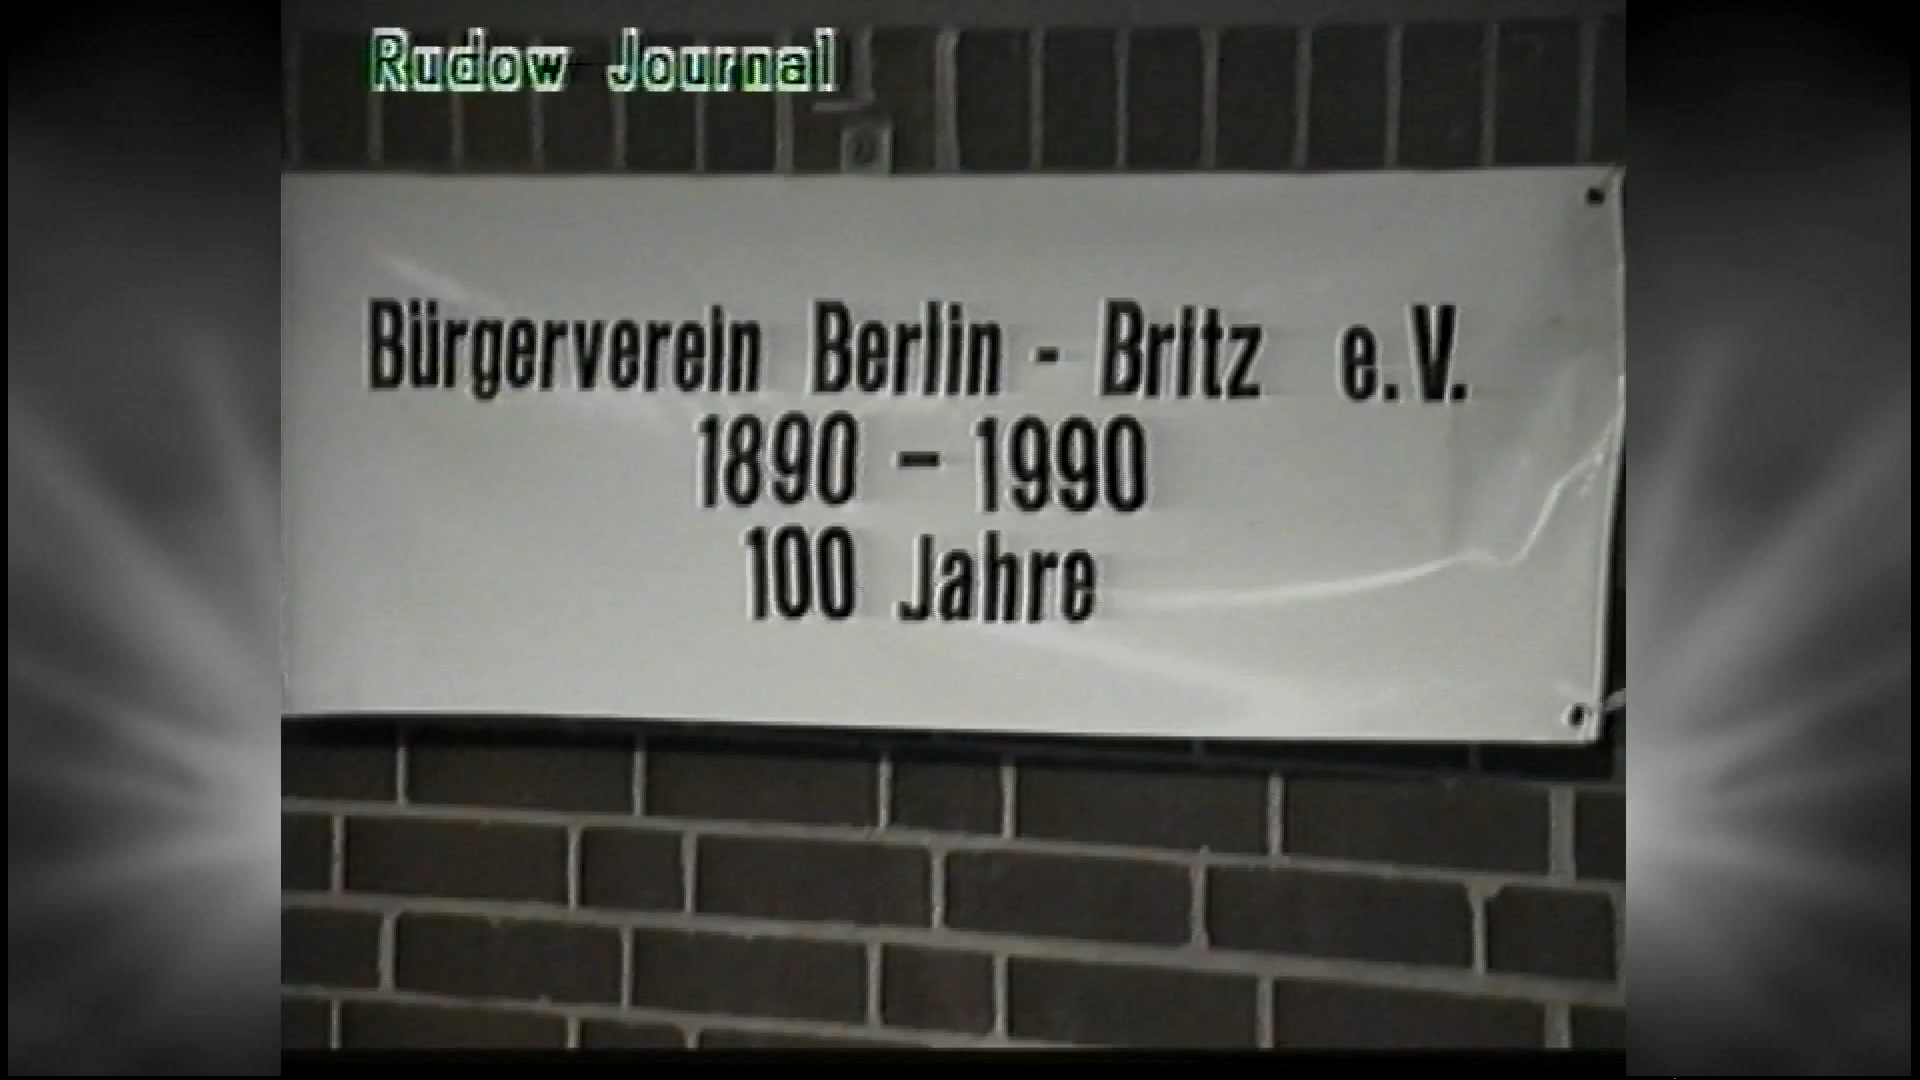 Rudow Journal
Bürgerverein Berlin - Britz e.V.
1890 - 1990
100 Jahre